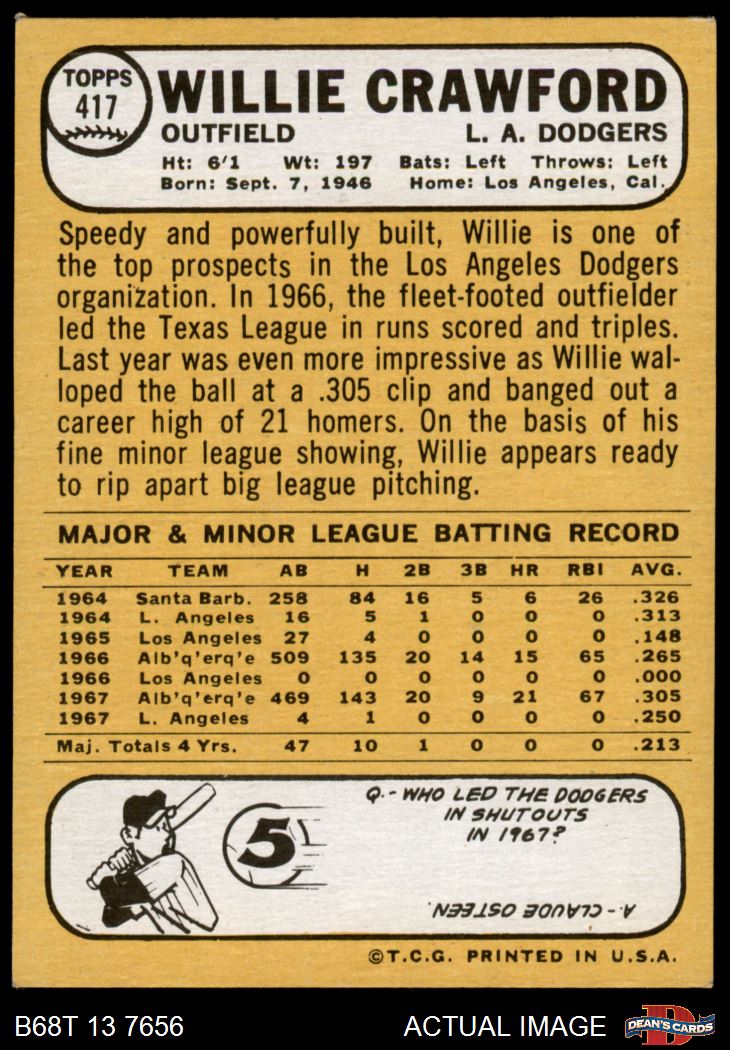 TOPPS
417
WILLIE CRAWFORD
OUTFIELD L. A. DODGERS
Ht: 6'1 Wt: 197 Bats: Left Throws: Left
Born: Sept. 7, 1946 Home: Los Angeles, Cal.
Speedy and powerfully built, Willie is one of
the top prospects in the Los Angeles Dodgers
organization. In 1966, the fleet-footed outfielder
led the Texas League in runs scored and triples.
Last year was even more impressive as Willie wal-
loped the ball at a .305 clip and banged out a
career high of 21 homers. On the basis of his
fine minor league showing, Willie appears ready
to rip apart big league pitching.
MAJOR & MINOR LEAGUE BATTING RECORD
YEAR TEAM AB H 2B 3B HR RBI AVG.
1964 Santa Barb. 258 84 16 5 6 26 .326
1964 L. Angeles 16 5 1 0 0 0 .313
1965 Los Angeles 27 4 0 0 0 0 .148
1966 Alb'q'erq'e 509 135 20 14 15 65 .265
1966 Los Angeles 0 0 0 0 0 0 .000
1967 Alb'q'erq'e 469 143 20 9 21 67 .305
1967 L. Angeles 4 1 0 0 0 0 .250
Maj. Totals 4 Yrs. 47 10 1 0 0 0 .213
5
Q.- WHO LED THE DODGERS
IN SHUTOUTS
IN 1967?
A.- CLAUDE OSTEEN
©T.C.G. PRINTED IN U.S.A.
B68T 13 7656 ACTUAL IMAGE
D
DEAN'S CARDS